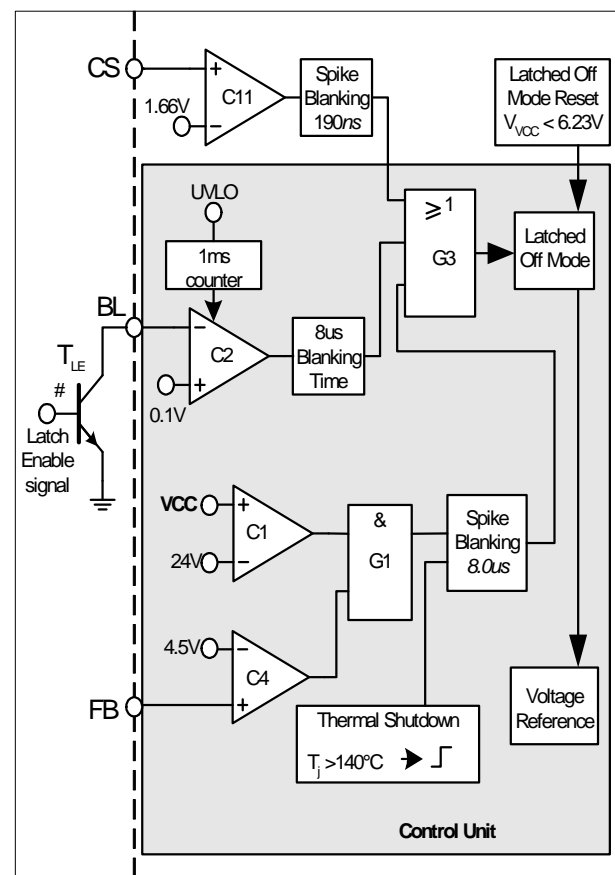 CS
+
C11
1.66V
−
Spike
Blanking
190ns
Latched Off
Mode Reset
V_VCC < 6.23V
UVLO
1ms
counter
⩾1
G3
Latched
Off Mode
BL
−
C2
8us
Blanking
Time
T_LE
#
+
0.1V
Latch
Enable
signal
VCC
+
C1
24V
−
&
G1
Spike
Blanking
8.0us
4.5V
−
C4
FB
+
Thermal Shutdown
T_j >140°C
Voltage
Reference
Control Unit